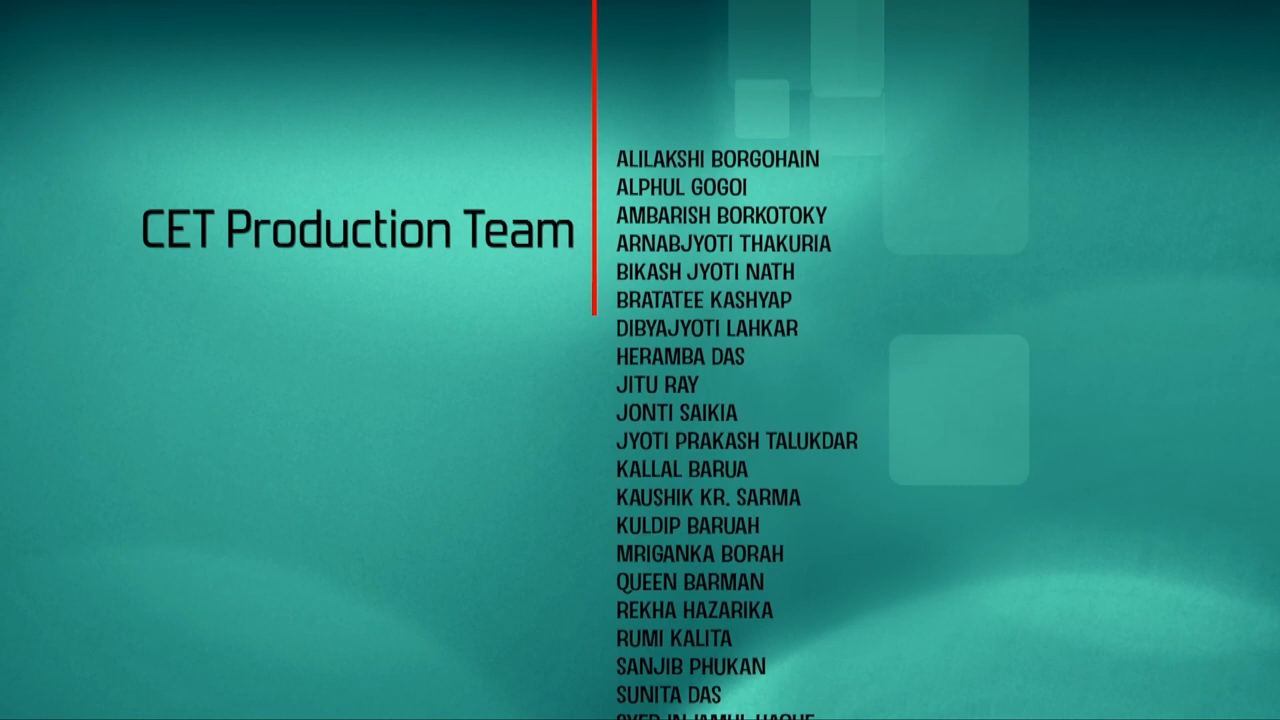 CET Production Team
ALILAKSHI BORGOHAIN
ALPHUL GOGOI
AMBARISH BORKOTOKY
ARNABJYOTI THAKURIA
BIKASH JYOTI NATH
BRATATEE KASHYAP
DIBYAJYOTI LAHKAR
HERAMBA DAS
JITU RAY
JONTI SAIKIA
JYOTI PRAKASH TALUKDAR
KALLAL BARUA
KAUSHIK KR. SARMA
KULDIP BARUAH
MRIGANKA BORAH
QUEEN BARMAN
REKHA HAZARIKA
RUMI KALITA
SANJIB PHUKAN
SUNITA DAS